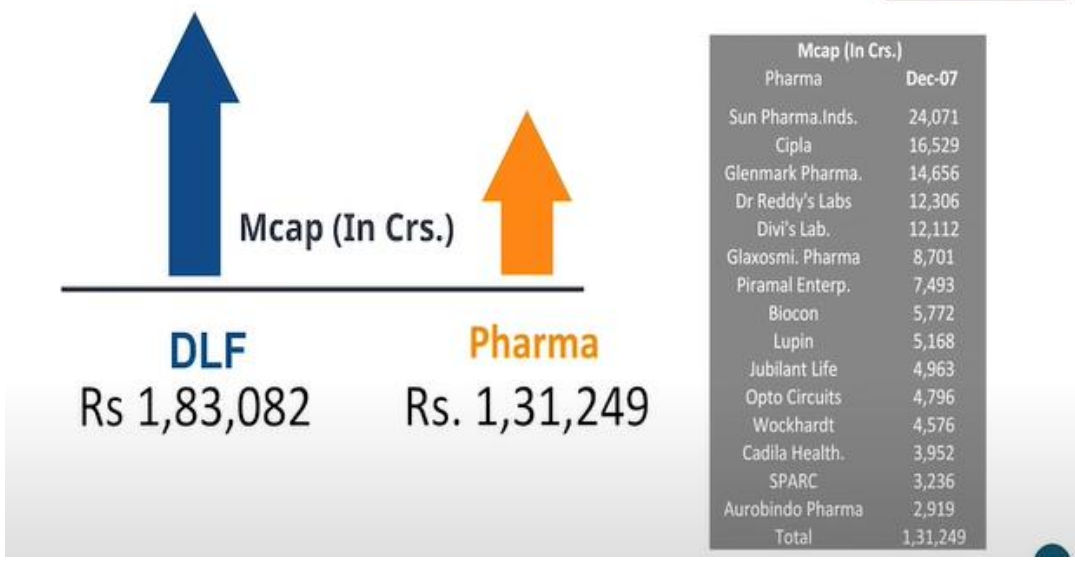 Mcap (In Crs.)
DLF
Rs 1,83,082
Pharma
Rs. 1,31,249
Mcap (In Crs.)
Pharma Dec-07
Sun Pharma.Inds. 24,071
Cipla 16,529
Glenmark Pharma. 14,656
Dr Reddy's Labs 12,306
Divi's Lab. 12,112
Glaxosmi. Pharma 8,701
Piramal Enterp. 7,493
Biocon 5,772
Lupin 5,168
Jubilant Life 4,963
Opto Circuits 4,796
Wockhardt 4,576
Cadila Health. 3,952
SPARC 3,236
Aurobindo Pharma 2,919
Total 1,31,249